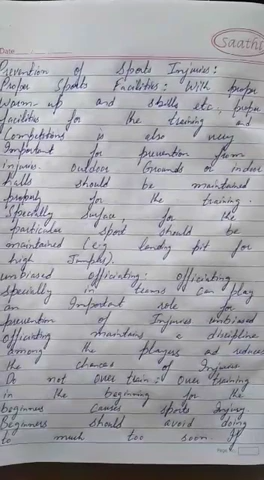 Saathi
Date
Prevention of Sports Injuries:
Proper Sports Facilities: With proper
warm up and skills etc, proper
facilities for the training ad
Competitions is also very
Important for prevention from
injuries. Outdoor Grounds or indoor
Halls should be maintained
properly for the training.
Specially Surface for the
particular sport should be
maintained (e.g landing pit for
high Jumps).
unbiased officiating: officiating
specially in teams can play
an Important role for
prevention of Injuries unbiased
officiating maintains a discipline
among the players ad reduces
the chances of Injuries
Do not over train:- Over training
in the beginning for the
beginners causes sports Injury.
Beginners should avoid doing
to much too soon. If